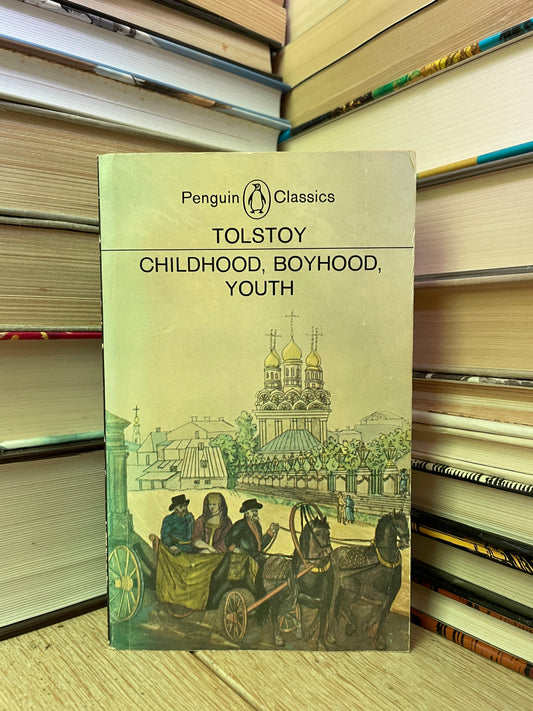 Penguin Classics
TOLSTOY
CHILDHOOD, BOYHOOD,
YOUTH